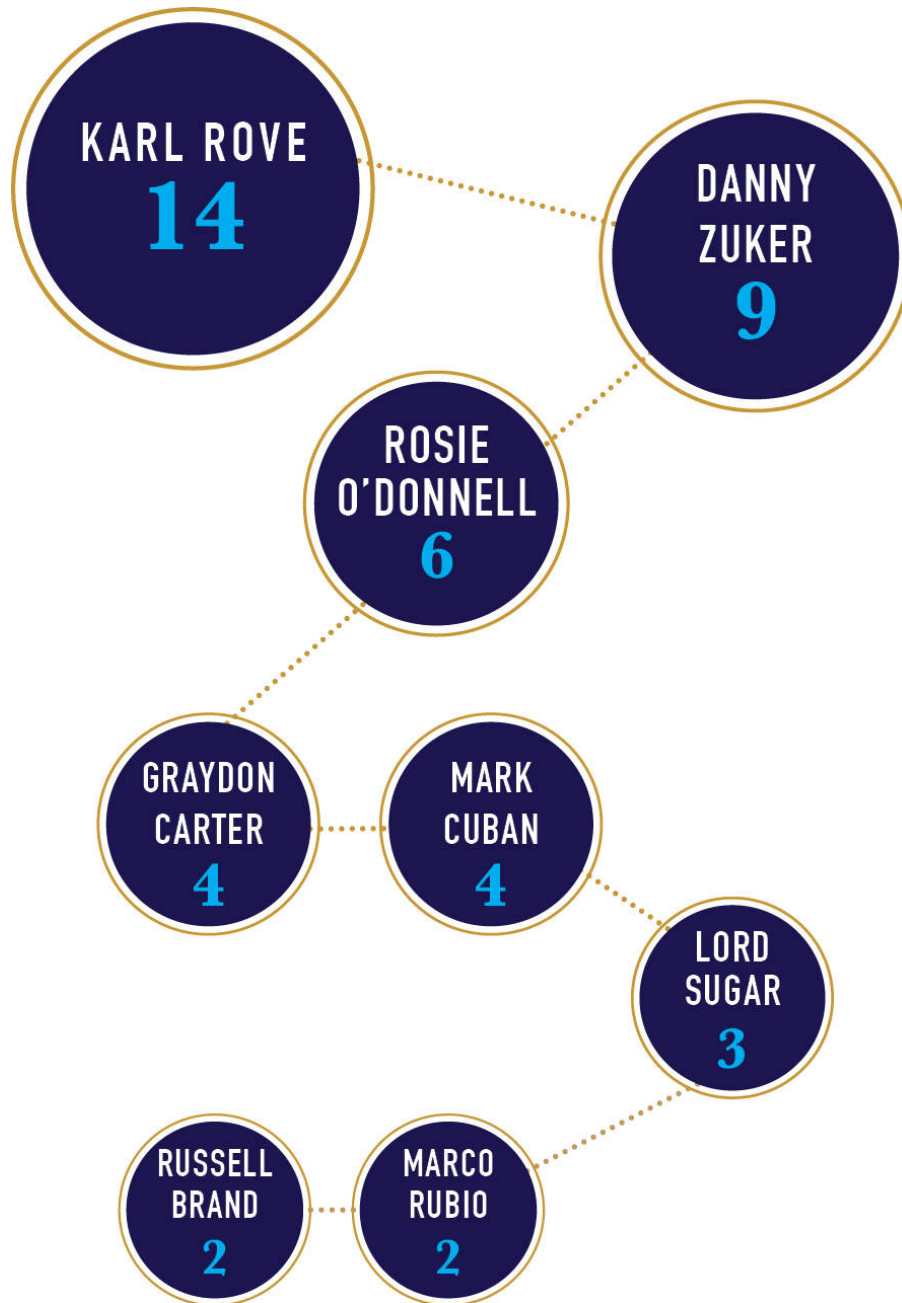 KARL ROVE
14
DANNY
ZUKER
9
ROSIE
O'DONNELL
6
GRAYDON
CARTER
4
MARK
CUBAN
4
LORD
SUGAR
3
RUSSELL
BRAND
2
MARCO
RUBIO
2